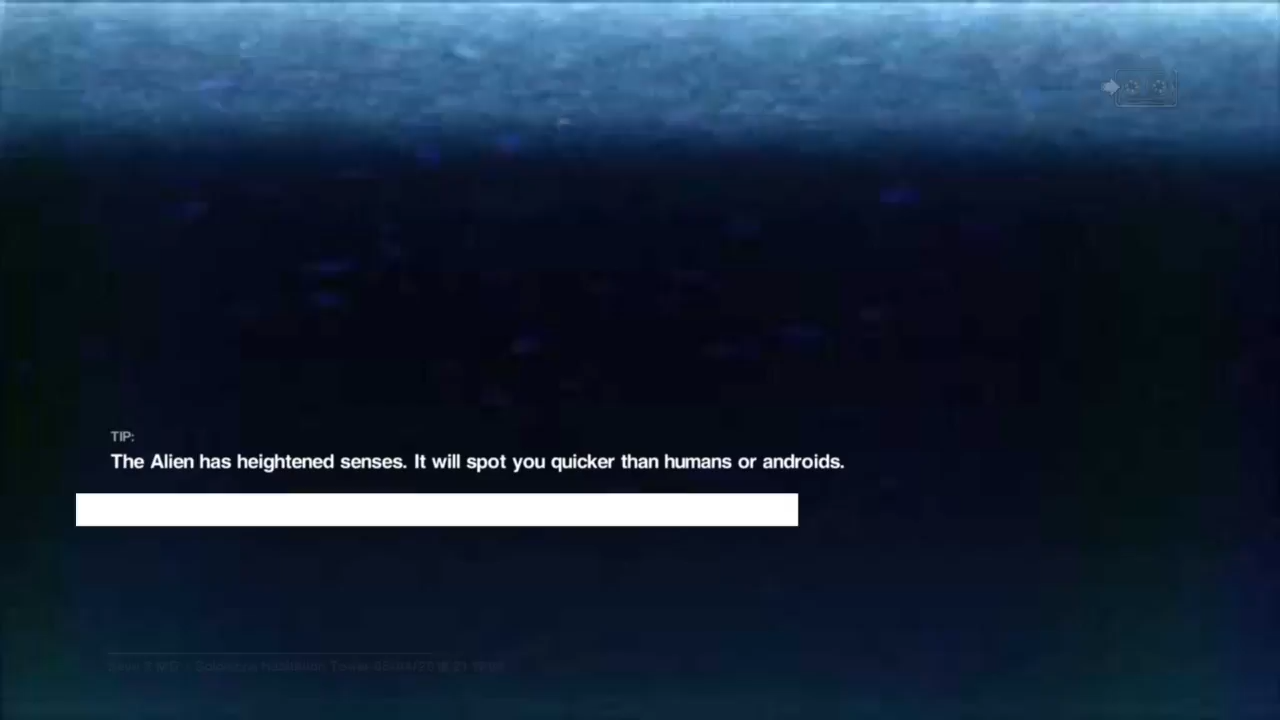 TIP:
The Alien has heightened senses. It will spot you quicker than humans or androids.